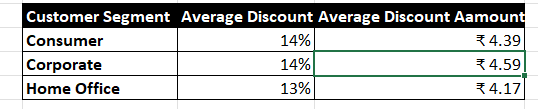 Customer Segment Average Discount Average Discount Aamount
Consumer 14% ₹ 4.39
Corporate 14% ₹ 4.59
Home Office 13% ₹ 4.17